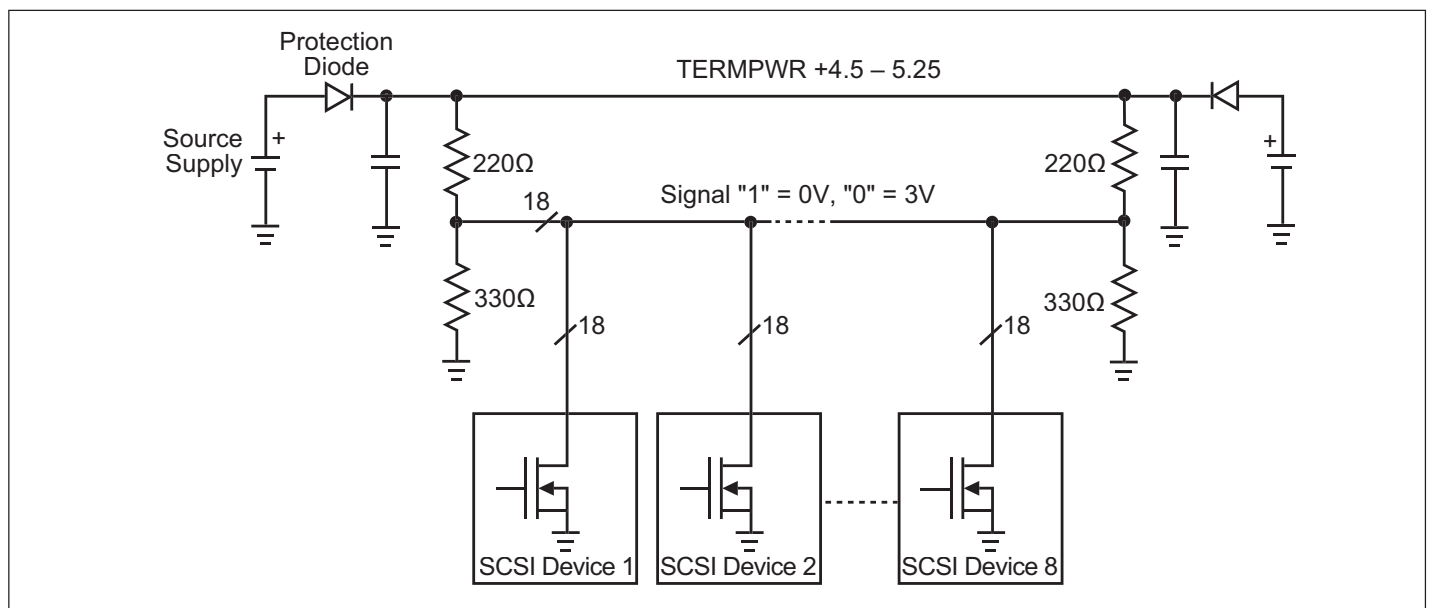 Protection
Diode
TERMPWR +4.5 – 5.25
Source
Supply
+
+
220Ω
220Ω
Signal "1" = 0V, "0" = 3V
18
330Ω
330Ω
18
18
18
SCSI Device 1
SCSI Device 2
SCSI Device 8